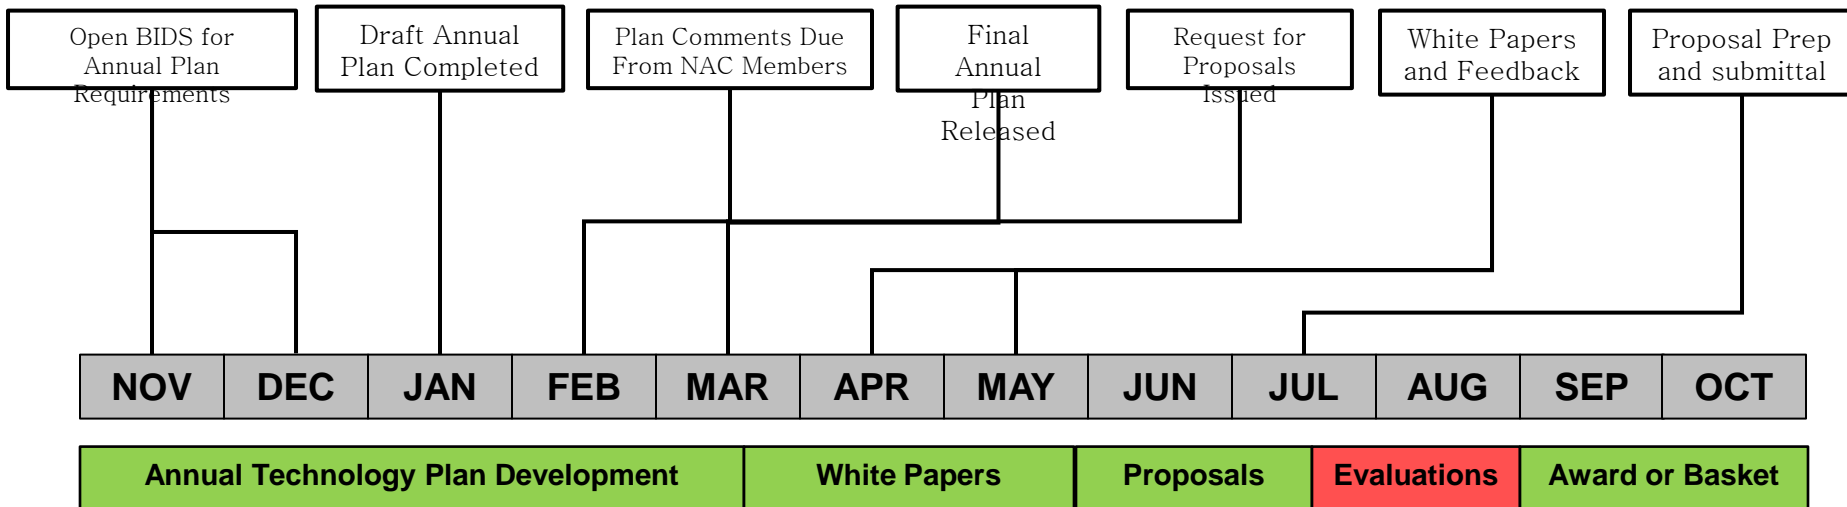 Open BIDS for
Annual Plan
Requirements
Draft Annual
Plan Completed
Plan Comments Due
From NAC Members
Final
Annual
Plan
Released
Request for
Proposals
Issued
White Papers
and Feedback
Proposal Prep
and submittal
NOV DEC JAN FEB MAR APR MAY JUN JUL AUG SEP OCT
Annual Technology Plan Development White Papers Proposals Evaluations Award or Basket